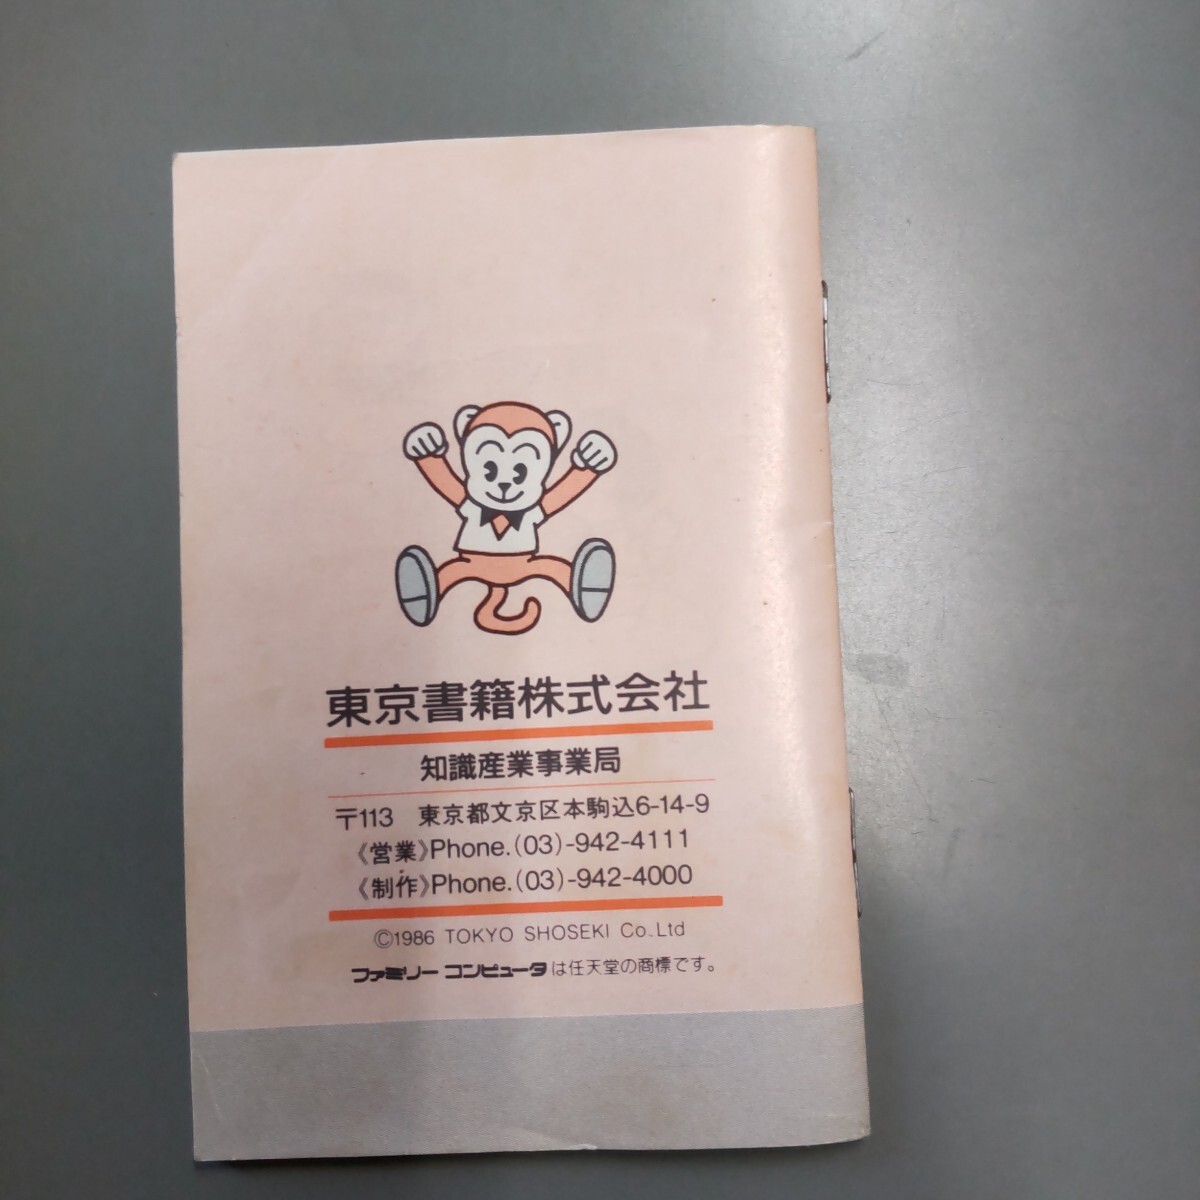 東京書籍株式会社
知識産業事業局
〒113　東京都文京区本駒込6-14-9
《営業》Phone.(03)-942-4111
《制作》Phone.(03)-942-4000
©1986 TOKYO SHOSEKI Co.Ltd
ファミリーコンピュータは任天堂の商標です。